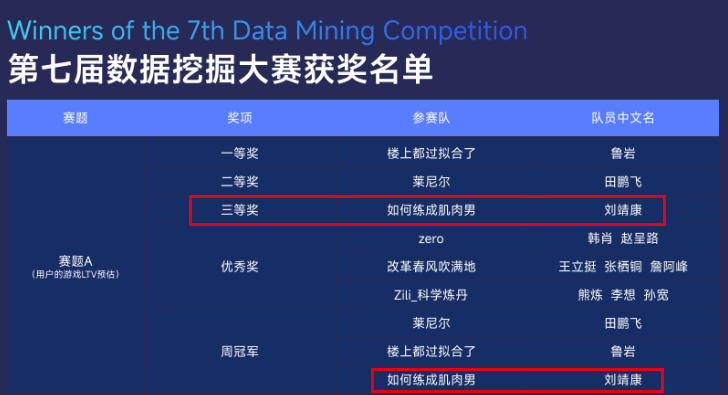 Winners of the 7th Data Mining Competition
第七届数据挖掘大赛获奖名单
赛题 奖项 参赛队 队员中文名
一等奖 楼上都过拟合了 鲁岩
二等奖 莱尼尔 田鹏飞
三等奖 如何练成肌肉男 刘靖康
zero 韩肖 赵呈路
赛题A
(用户的游戏LTV预估)
优秀奖 改革春风吹满地 王立挺 张栖铜 詹阿峰
Zili_科学炼丹 熊炼 李想 孙宽
莱尼尔 田鹏飞
周冠军 楼上都过拟合了 鲁岩
如何练成肌肉男 刘靖康